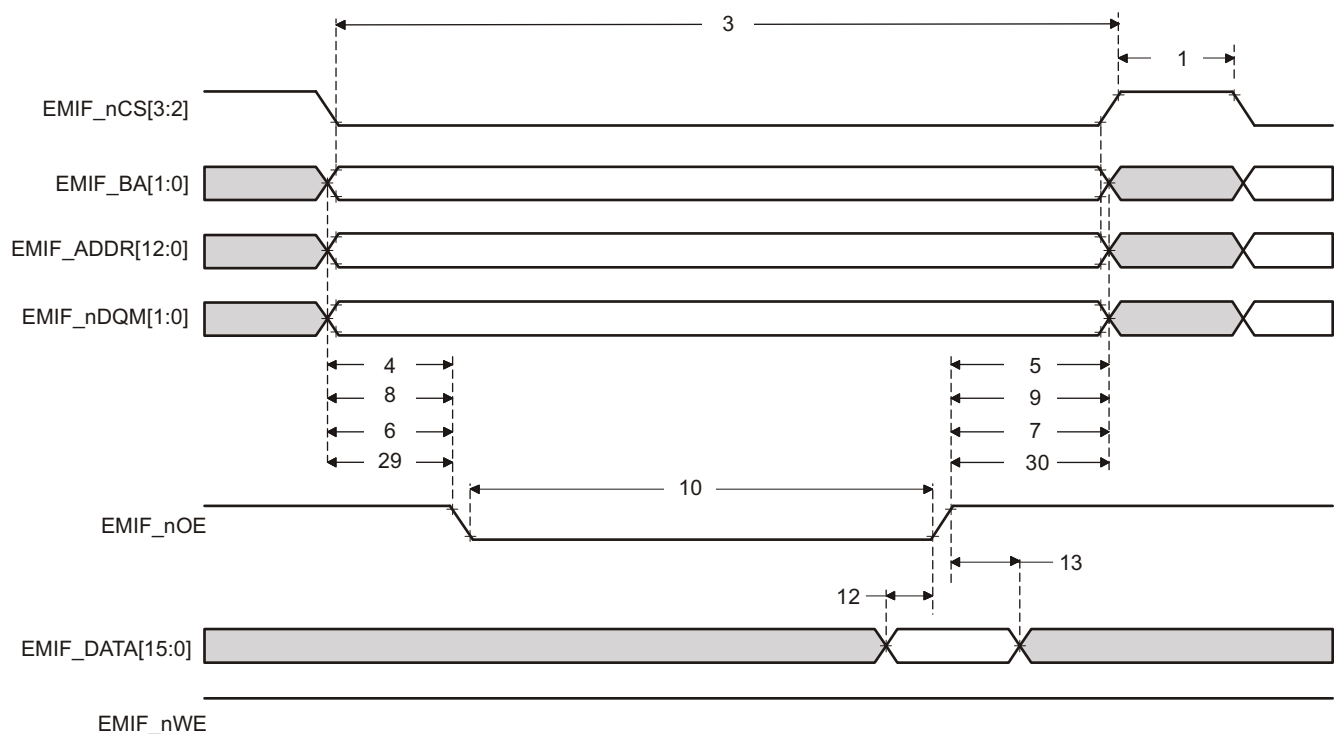 3
1
EMIF_nCS[3:2]
EMIF_BA[1:0]
EMIF_ADDR[12:0]
EMIF_nDQM[1:0]
4 5
8 9
6 7
29 30
10
EMIF_nOE
13
12
EMIF_DATA[15:0]
EMIF_nWE